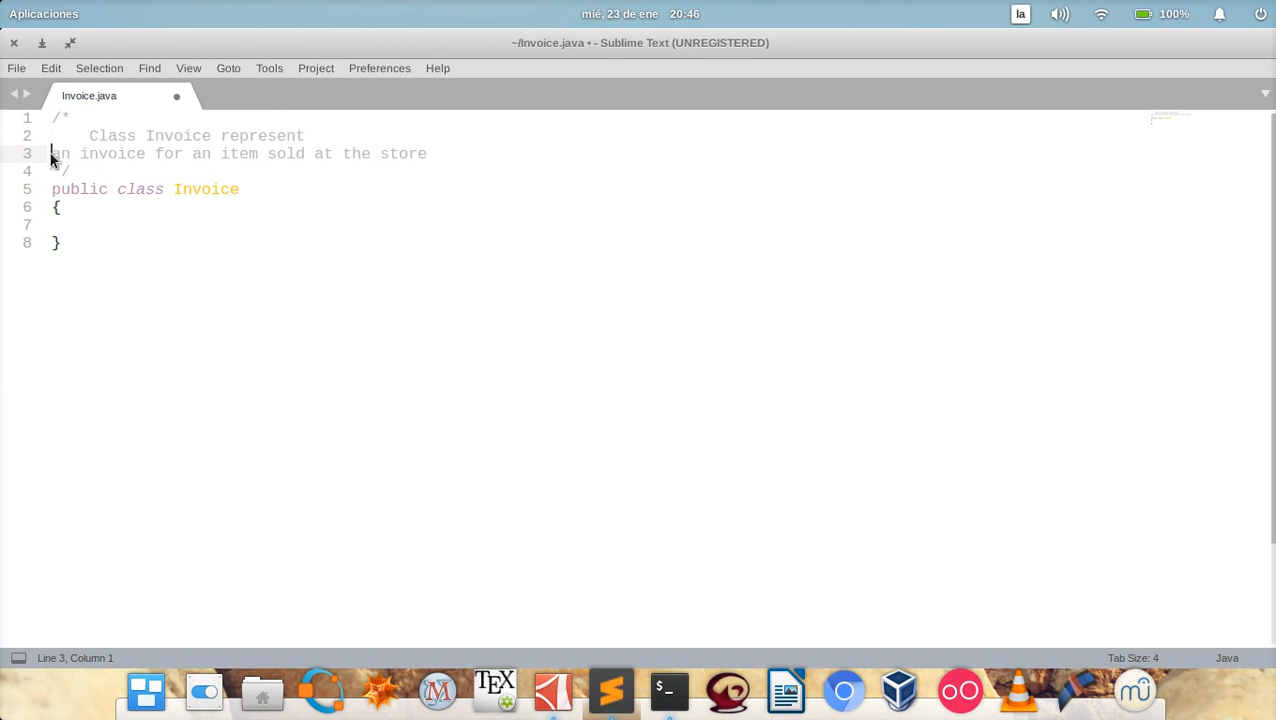 Aplicaciones
mié, 23 de ene 20:46
la
100%
~/Invoice.java • - Sublime Text (UNREGISTERED)
File Edit Selection Find View Goto Tools Project Preferences Help
Invoice.java
1 /*
2 Class Invoice represent
3 an invoice for an item sold at the store
4 */
5 public class Invoice
6 {
7
8 }
Line 3, Column 1
Tab Size: 4
Java
TEX
$_
mü